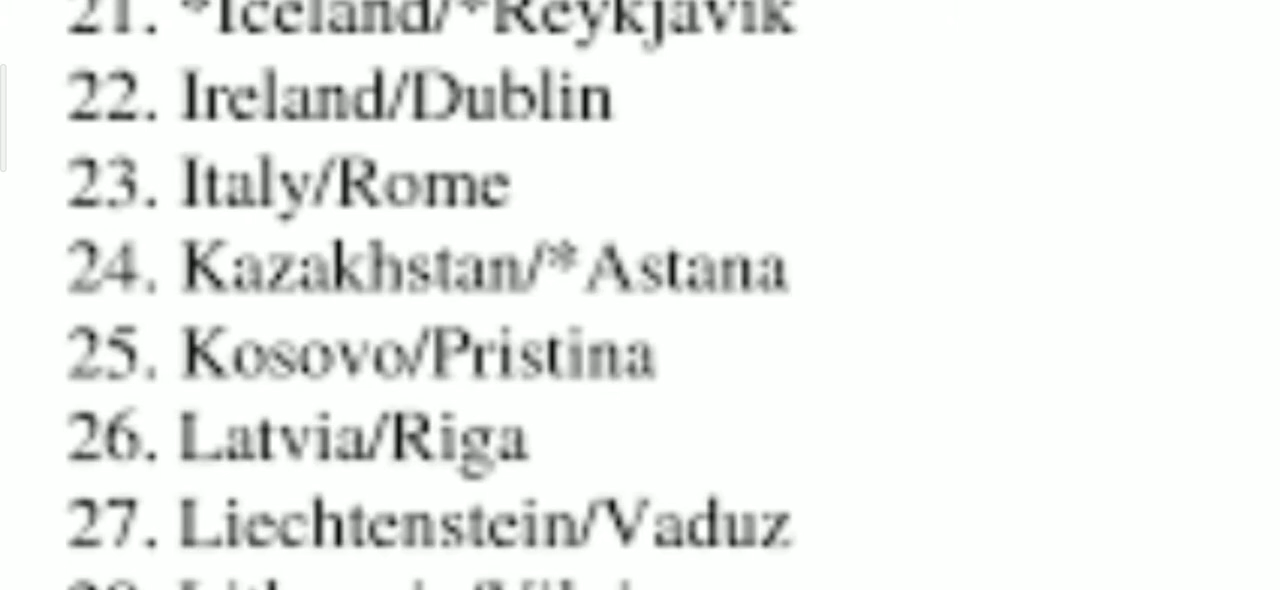 21. *Iceland/*Reykjavik
22. Ireland/Dublin
23. Italy/Rome
24. Kazakhstan/*Astana
25. Kosovo/Pristina
26. Latvia/Riga
27. Liechtenstein/Vaduz